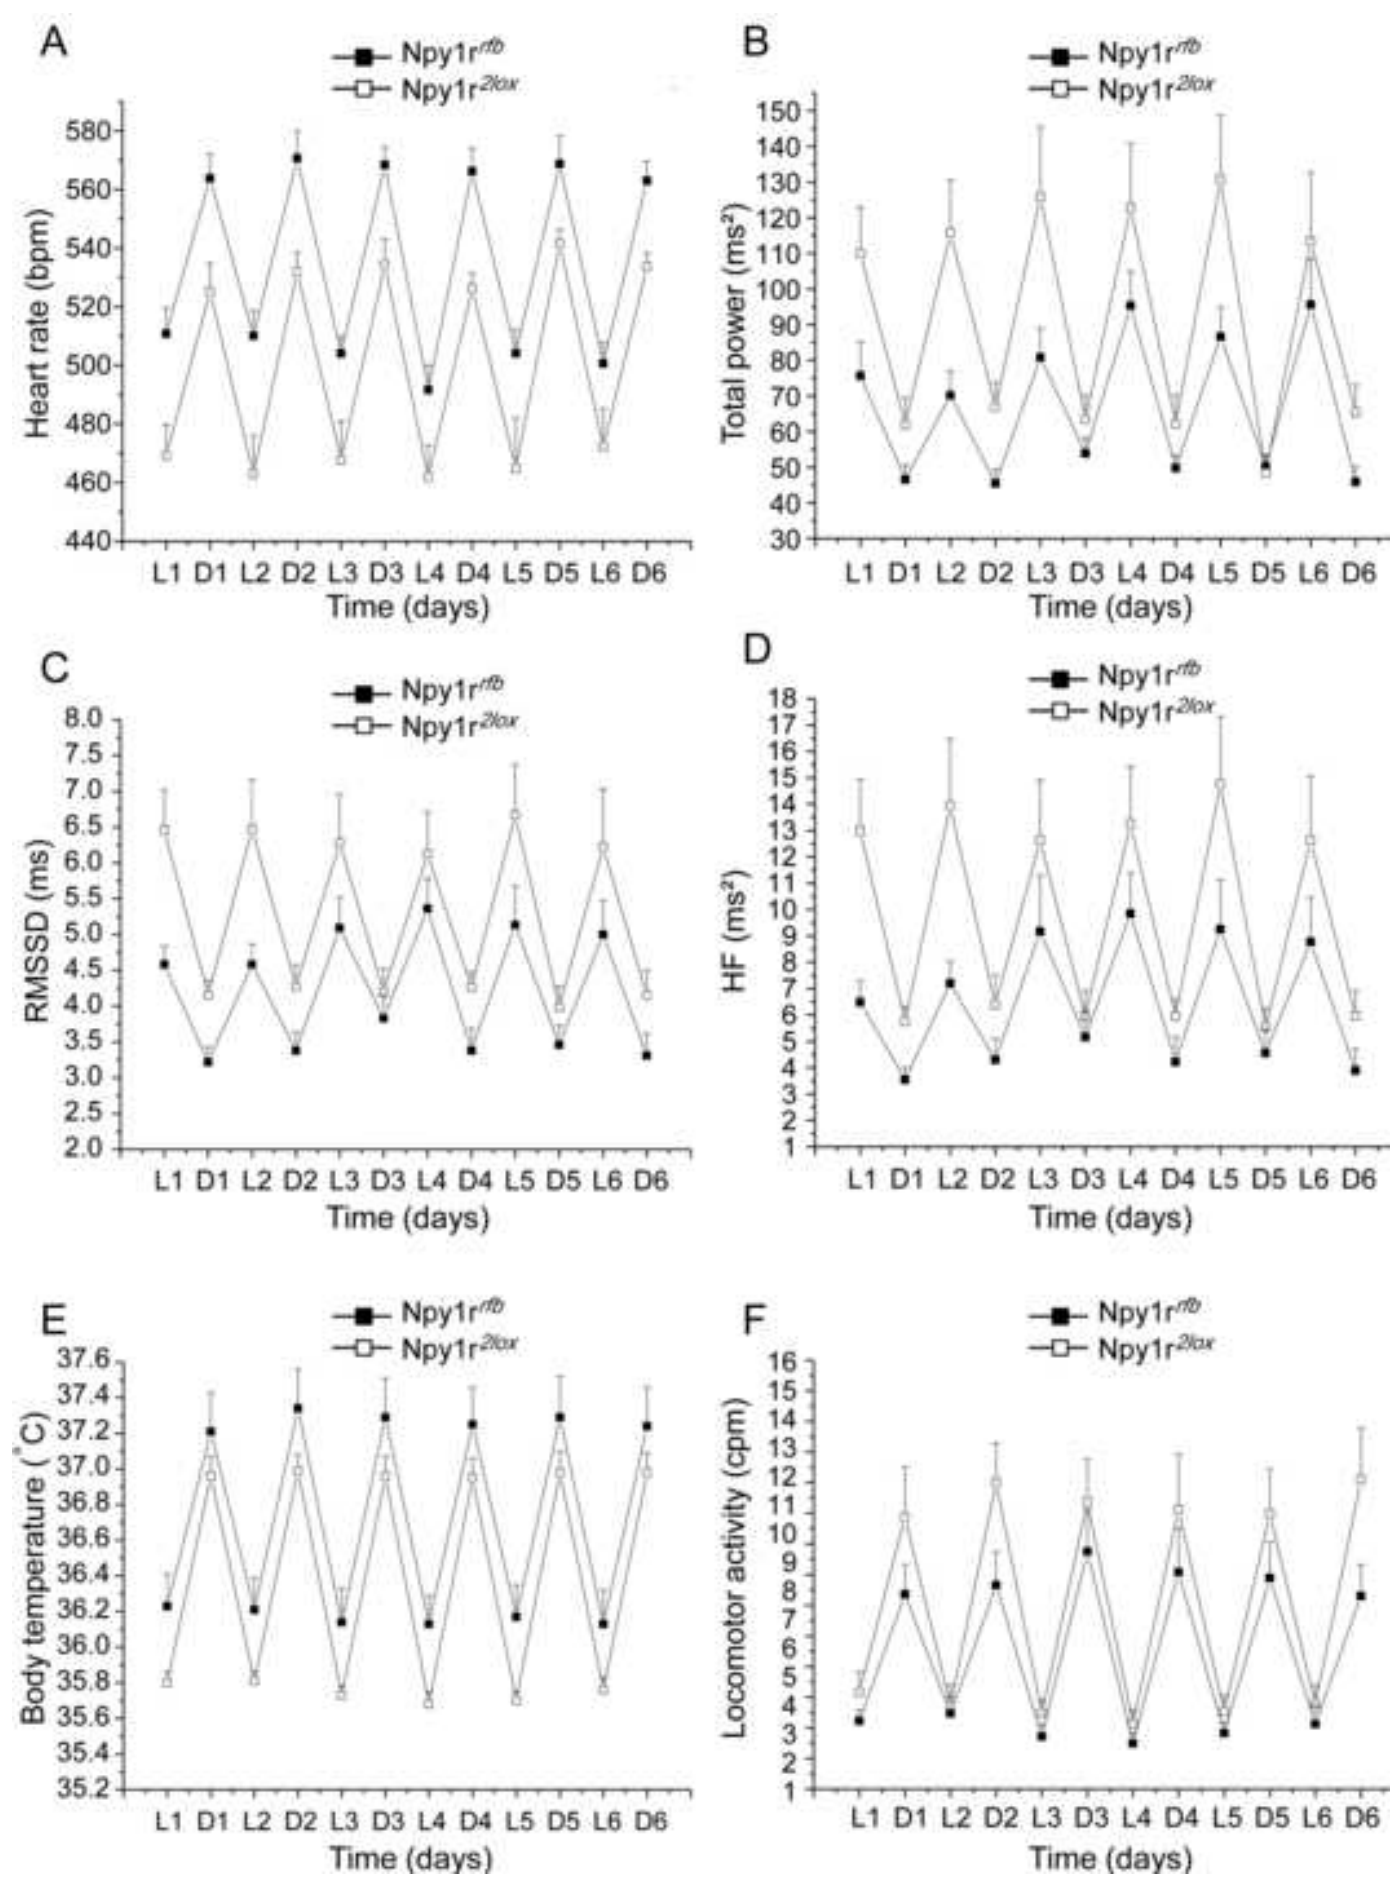 A
Npy1r^rfb
Npy1r^2lox
Heart rate (bpm)
580
560
540
520
500
480
460
440
L1 D1 L2 D2 L3 D3 L4 D4 L5 D5 L6 D6
Time (days)
B
Npy1r^rfb
Npy1r^2lox
Total power (ms²)
150
140
130
120
110
100
90
80
70
60
50
40
30
L1 D1 L2 D2 L3 D3 L4 D4 L5 D5 L6 D6
Time (days)
C
Npy1r^rfb
Npy1r^2lox
RMSSD (ms)
8.0
7.5
7.0
6.5
6.0
5.5
5.0
4.5
4.0
3.5
3.0
2.5
2.0
L1 D1 L2 D2 L3 D3 L4 D4 L5 D5 L6 D6
Time (days)
D
Npy1r^rfb
Npy1r^2lox
HF (ms²)
18
17
16
15
14
13
12
11
10
9
8
7
6
5
4
3
2
1
L1 D1 L2 D2 L3 D3 L4 D4 L5 D5 L6 D6
Time (days)
E
Npy1r^rfb
Npy1r^2lox
Body temperature (°C)
37.6
37.4
37.2
37.0
36.8
36.6
36.4
36.2
36.0
35.8
35.6
35.4
35.2
L1 D1 L2 D2 L3 D3 L4 D4 L5 D5 L6 D6
Time (days)
F
Npy1r^rfb
Npy1r^2lox
Locomotor activity (cpm)
16
15
14
13
12
11
10
9
8
7
6
5
4
3
2
1
L1 D1 L2 D2 L3 D3 L4 D4 L5 D5 L6 D6
Time (days)